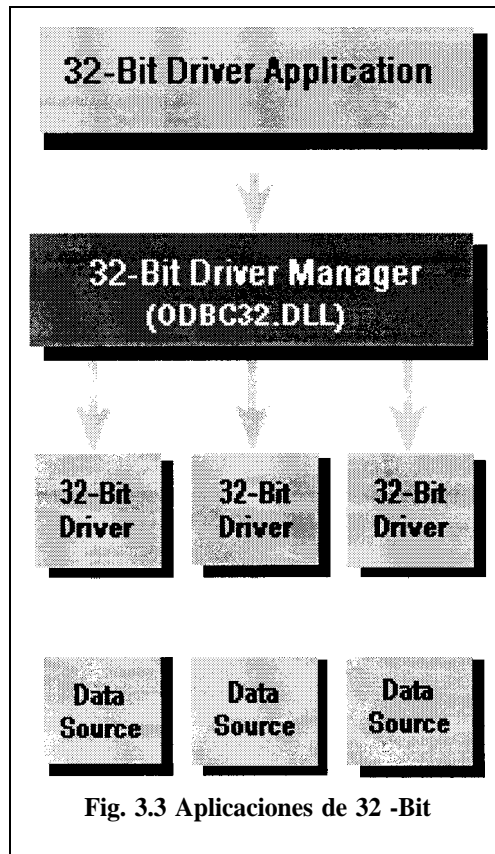 32-Bit Driver Application
32-Bit Driver Manager
(ODBC32.DLL)
32-Bit
Driver
32-Bit
Driver
32-Bit
Driver
Data
Source
Data
Source
Data
Source
Fig. 3.3 Aplicaciones de 32 -Bit